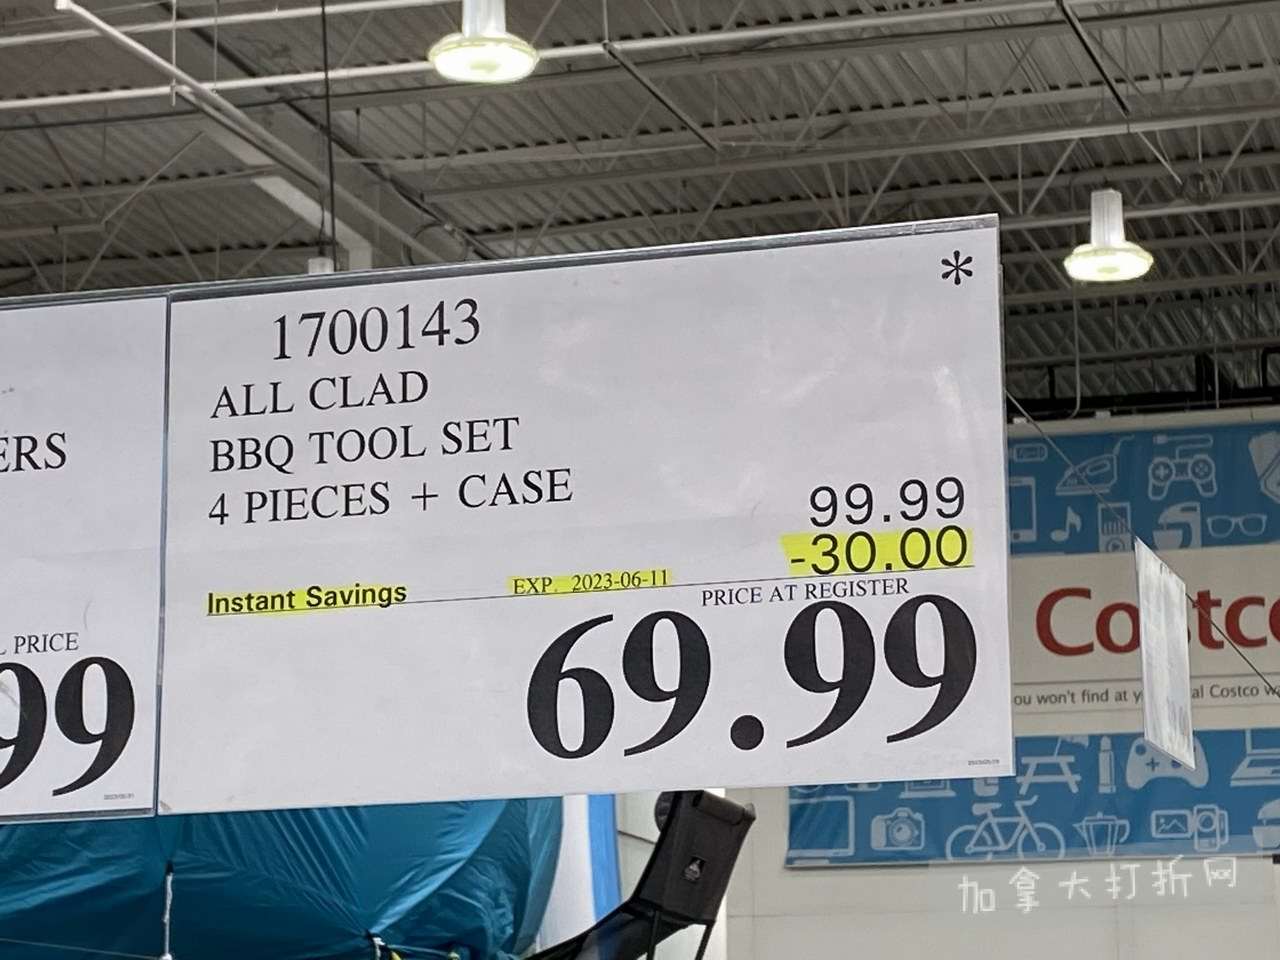 *
1700143
ALL CLAD
BBQ TOOL SET
4 PIECES + CASE
99.99
-30.00
Instant Savings
EXP. 2023-06-11
PRICE AT REGISTER
69.99
ERS
L PRICE
99
Costco
ou won't find at y al Costco w
加拿大打折网